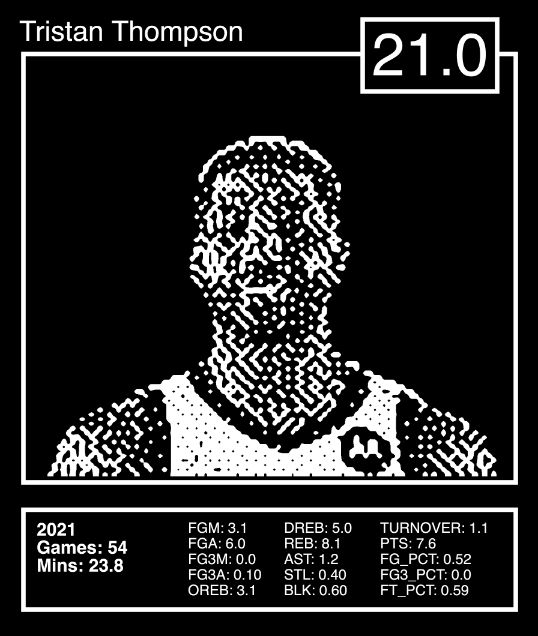 Tristan Thompson
21.0
2021
Games: 54
Mins: 23.8
FGM: 3.1
FGA: 6.0
FG3M: 0.0
FG3A: 0.10
OREB: 3.1
DREB: 5.0
REB: 8.1
AST: 1.2
STL: 0.40
BLK: 0.60
TURNOVER: 1.1
PTS: 7.6
FG_PCT: 0.52
FG3_PCT: 0.0
FT_PCT: 0.59